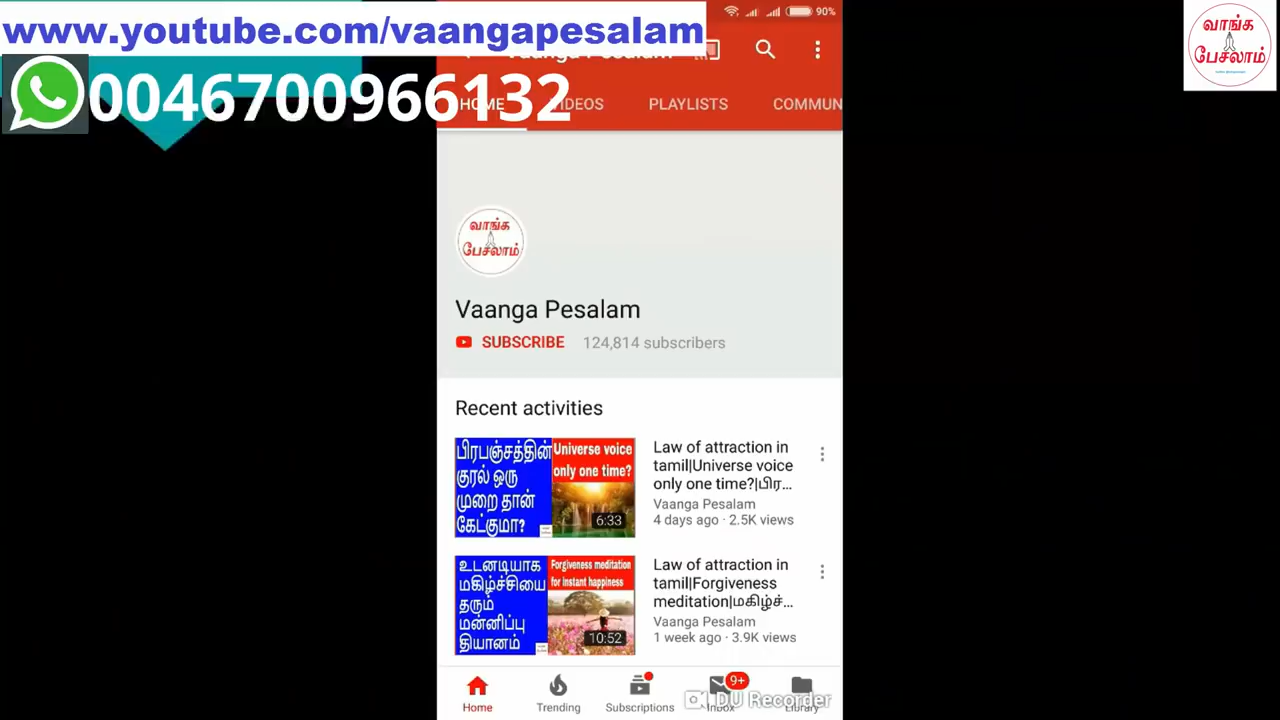 www.youtube.com/vaangapesalam
90%
வாங்க
பேசலாம்
Vaanga Pesalam
0046700966132
HOME VIDEOS PLAYLISTS COMMUN
வாங்க
பேசலாம்
Vaanga Pesalam
SUBSCRIBE 124,814 subscribers
Recent activities
பிரபஞ்சத்தின்
குரல் ஒரு
முறை தான்
கேட்குமா?
Universe voice
only one time?
6:33
Law of attraction in
tamil|Universe voice
only one time?|பிர...
Vaanga Pesalam
4 days ago · 2.5K views
உடனடியாக
மகிழ்ச்சியை
தரும்
மன்னிப்பு
தியானம்
Forgiveness meditation
for instant happiness
10:52
Law of attraction in
tamil|Forgiveness
meditation|மகிழ்ச்...
Vaanga Pesalam
1 week ago · 3.9K views
9+
Home Trending Subscriptions Inbox Library
DU Recorder